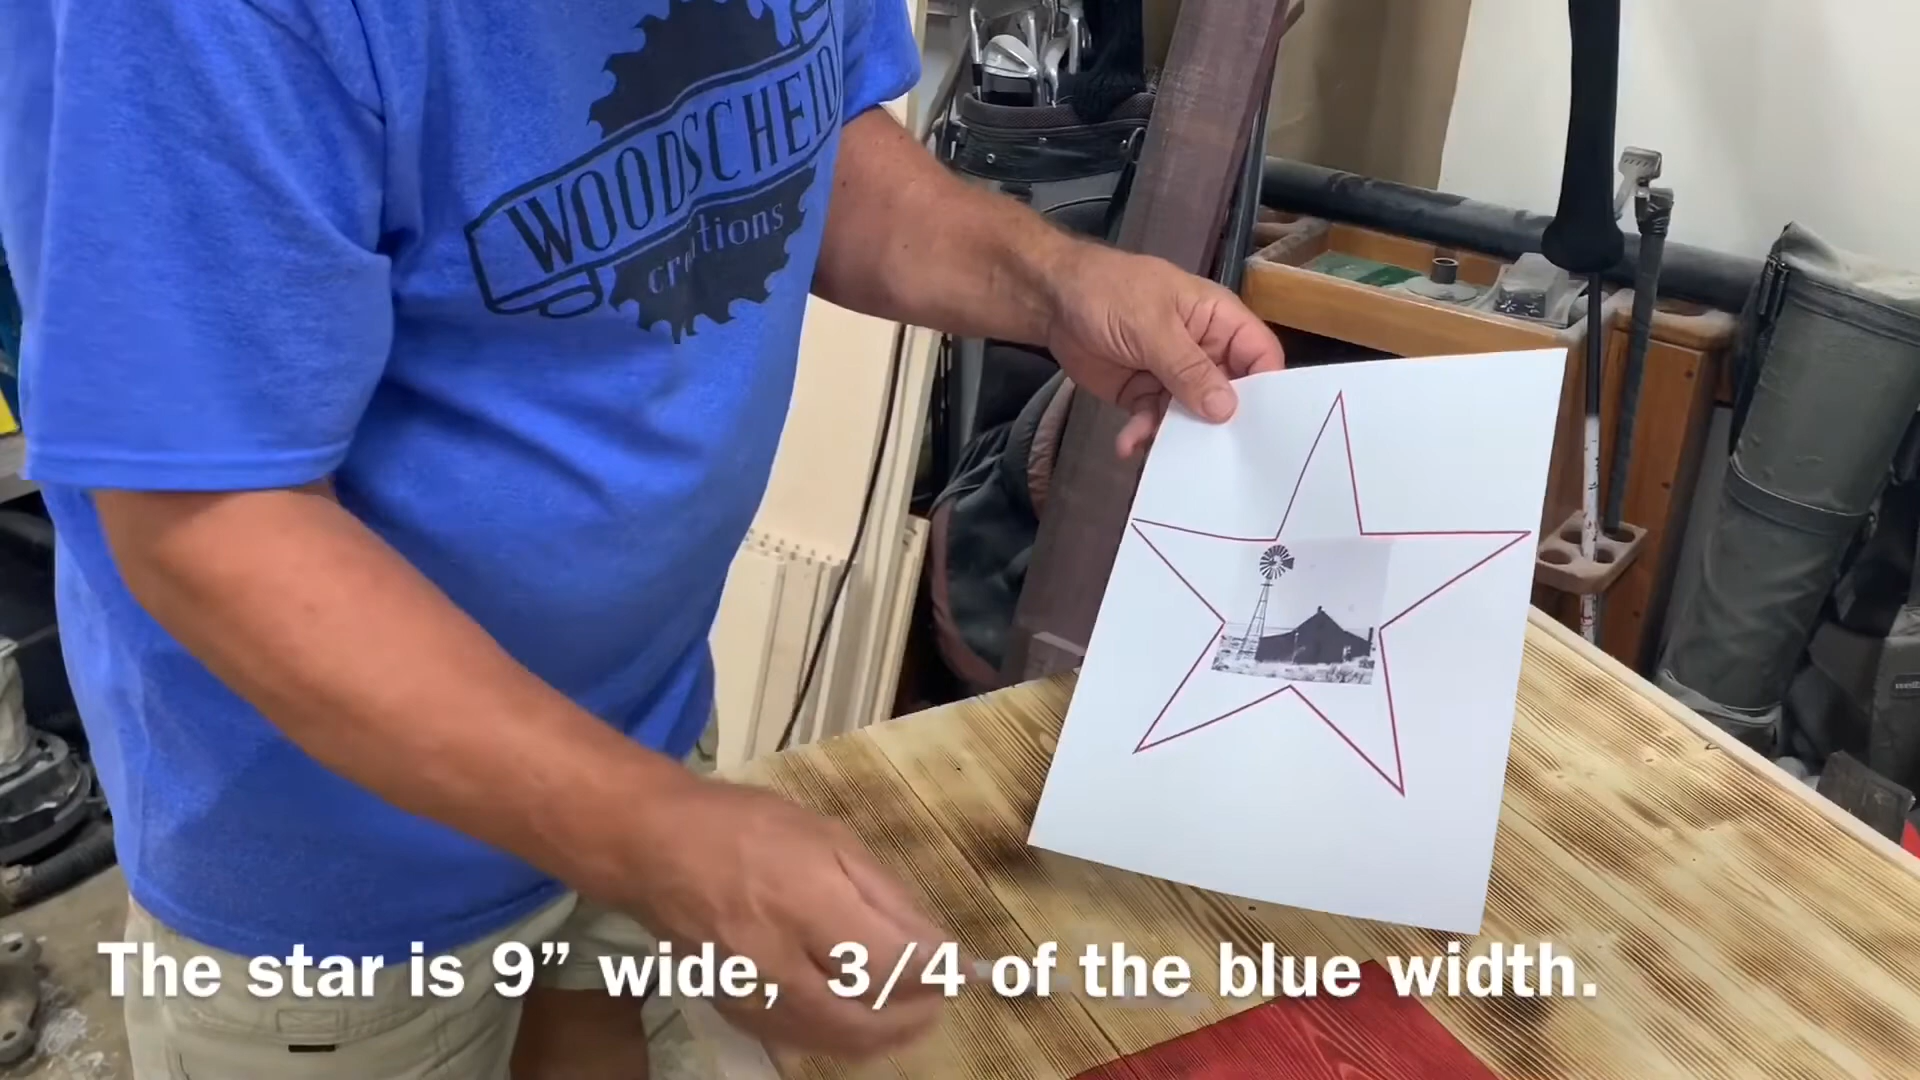 WOODSCHEID
creations
The star is 9” wide, 3/4 of the blue width.